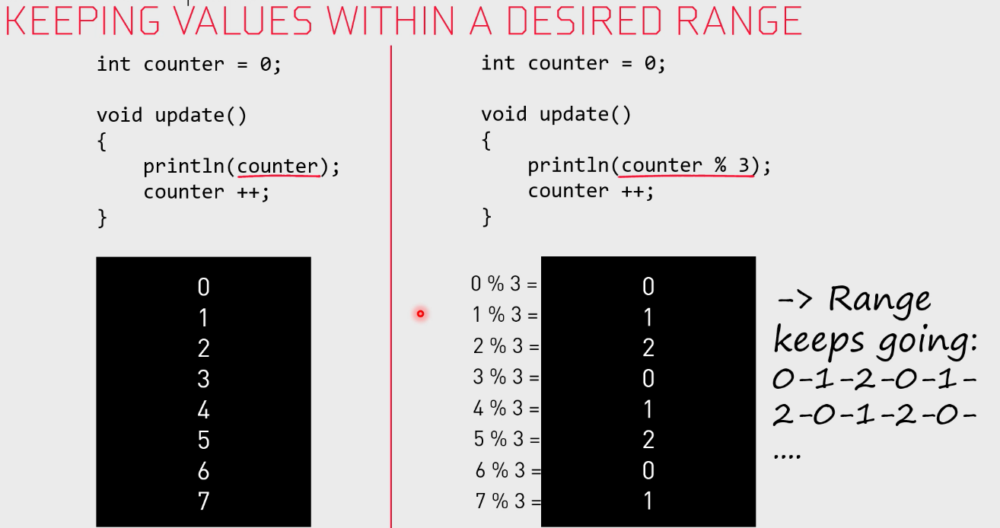 KEEPING VALUES WITHIN A DESIRED RANGE
int counter = 0;
void update()
{
println(counter);
counter ++;
}
0
1
2
3
4
5
6
7
int counter = 0;
void update()
{
println(counter % 3);
counter ++;
}
0 % 3 = 0
1 % 3 = 1
2 % 3 = 2
3 % 3 = 0
4 % 3 = 1
5 % 3 = 2
6 % 3 = 0
7 % 3 = 1
-> Range
keeps going:
0-1-2-0-1-
2-0-1-2-0-
....